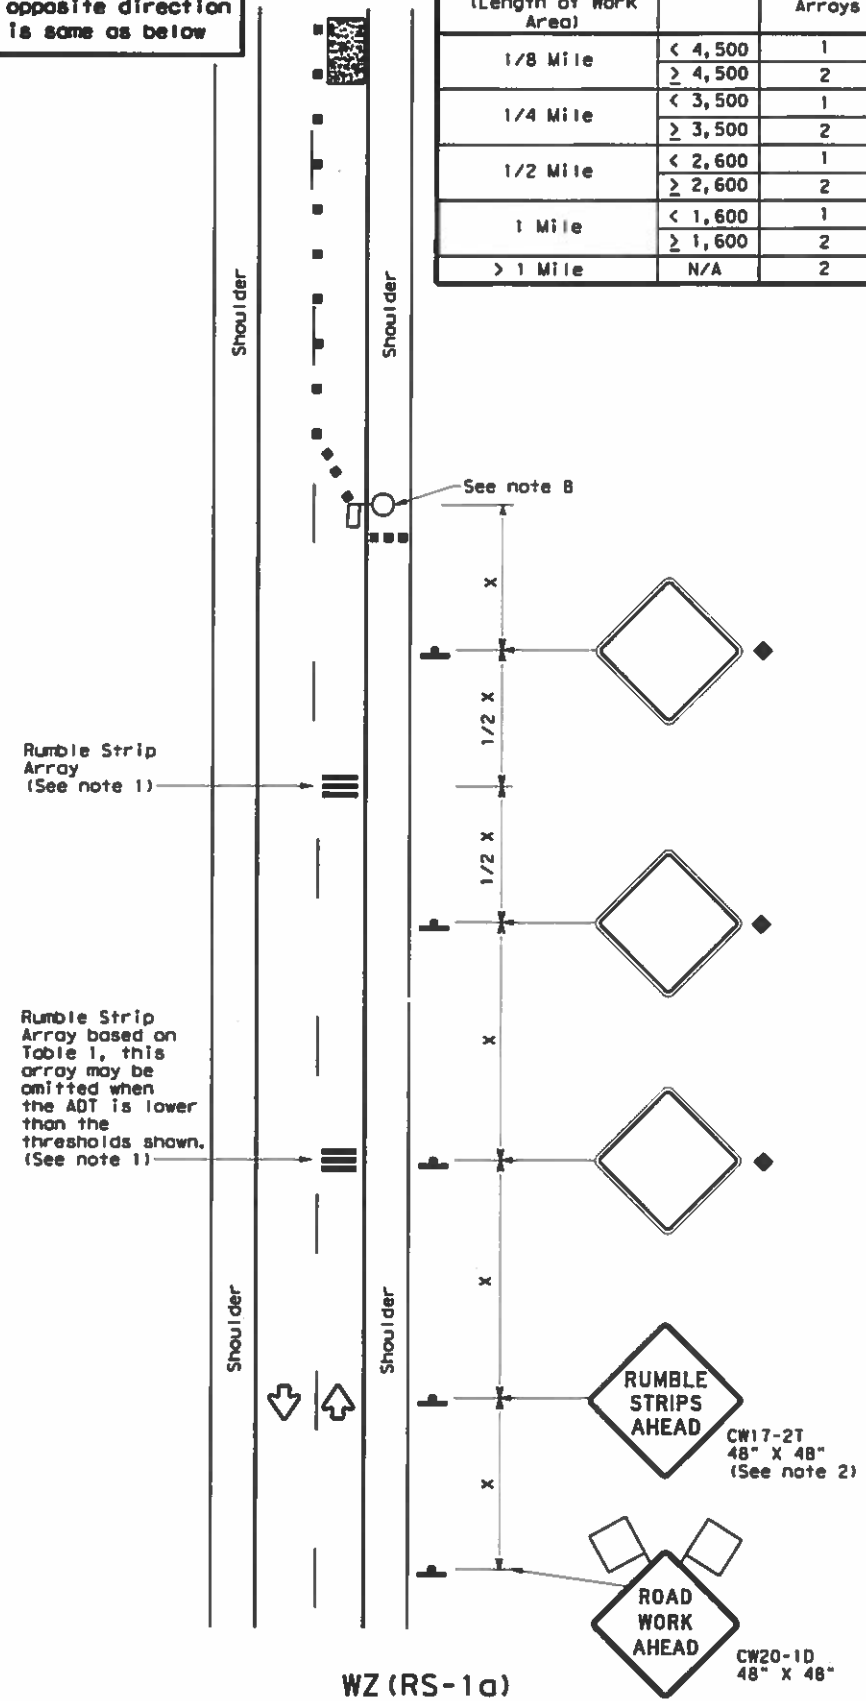 opposite direction
is same as below
(Length of Work
Area)
Arrays
1/8 Mile
< 4,500
1
≥ 4,500
2
1/4 Mile
< 3,500
1
≥ 3,500
2
1/2 Mile
< 2,600
1
≥ 2,600
2
1 Mile
< 1,600
1
≥ 1,600
2
> 1 Mile
N/A
2
Shoulder
Shoulder
See note 8
X
1/2 X
Rumble Strip
Array
(See note 1)
1/2 X
Rumble Strip
Array based on
Table 1, this
array may be
omitted when
the ADT is lower
than the
thresholds shown.
(See note 1)
X
X
Shoulder
Shoulder
RUMBLE
STRIPS
AHEAD
CW17-2T
48" X 48"
(See note 2)
X
ROAD
WORK
AHEAD
CW20-1D
48" X 48"
WZ(RS-1a)